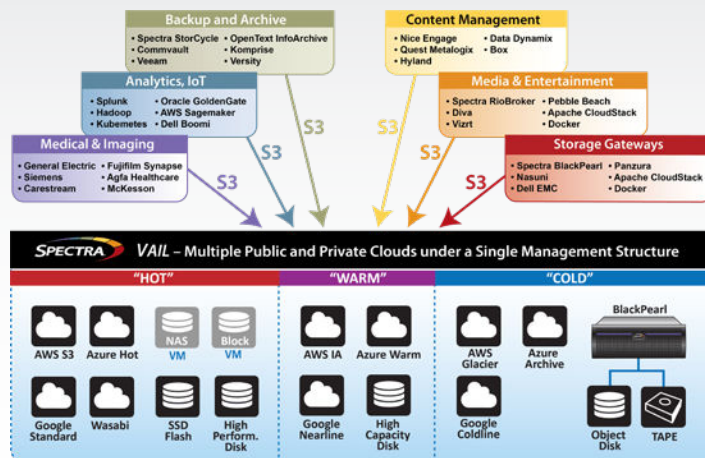 Backup and Archive
• Spectra StorCycle
• Commvault
• Veeam
• OpenText InfoArchive
• Komprise
• Versity
Content Management
• Nice Engage
• Quest Metalogix
• Hyland
• Data Dynamix
• Box
Analytics, IoT
• Splunk
• Hadoop
• Kubemetes
• Oracle GoldenGate
• AWS Sagemaker
• Dell Boomi
Media & Entertainment
• Spectra RioBroker
• Diva
• Vizrt
• Pebble Beach
• Apache CloudStack
• Docker
Medical & Imaging
• General Electric
• Siemens
• Carestream
• Fujifilm Synapse
• Agfa Healthcare
• McKesson
Storage Gateways
• Spectra BlackPearl
• Nasuni
• Dell EMC
• Panzura
• Apache CloudStack
• Docker
S3
S3
S3
S3
S3
S3
SPECTRA VAIL – Multiple Public and Private Clouds under a Single Management Structure
“HOT”
“WARM”
“COLD”
AWS S3
Azure Hot
NAS
VM
Block
VM
Google
Standard
Wasabi
SSD
Flash
High
Perform.
Disk
AWS IA
Azure Warm
Google
Nearline
High
Capacity
Disk
AWS
Glacier
Azure
Archive
Google
Coldline
BlackPearl
Object
Disk
TAPE